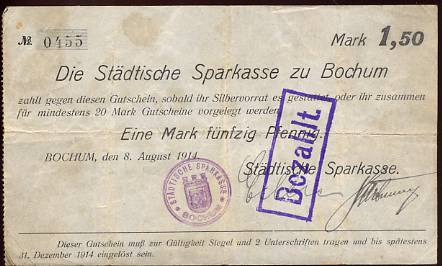 № 0455 Mark 1,50
Die Städtische Sparkasse zu Bochum
zahlt gegen diesen Gutschein, sobald ihr Silbervorrat es gestattet oder ihr zusammen
für mindestens 20 Mark Gutscheine vorgelegt werden
Eine Mark fünfzig Pfennig.
BOCHUM, den 8. August 1914.
Städtische Sparkasse.
STÄDTISCHE SPARKASSE
BOCHUM
Bezahlt.
Dieser Gutschein muß zur Gültigkeit Siegel und 2 Unterschriften tragen und bis spätestens
31. Dezember 1914 eingelöst sein.